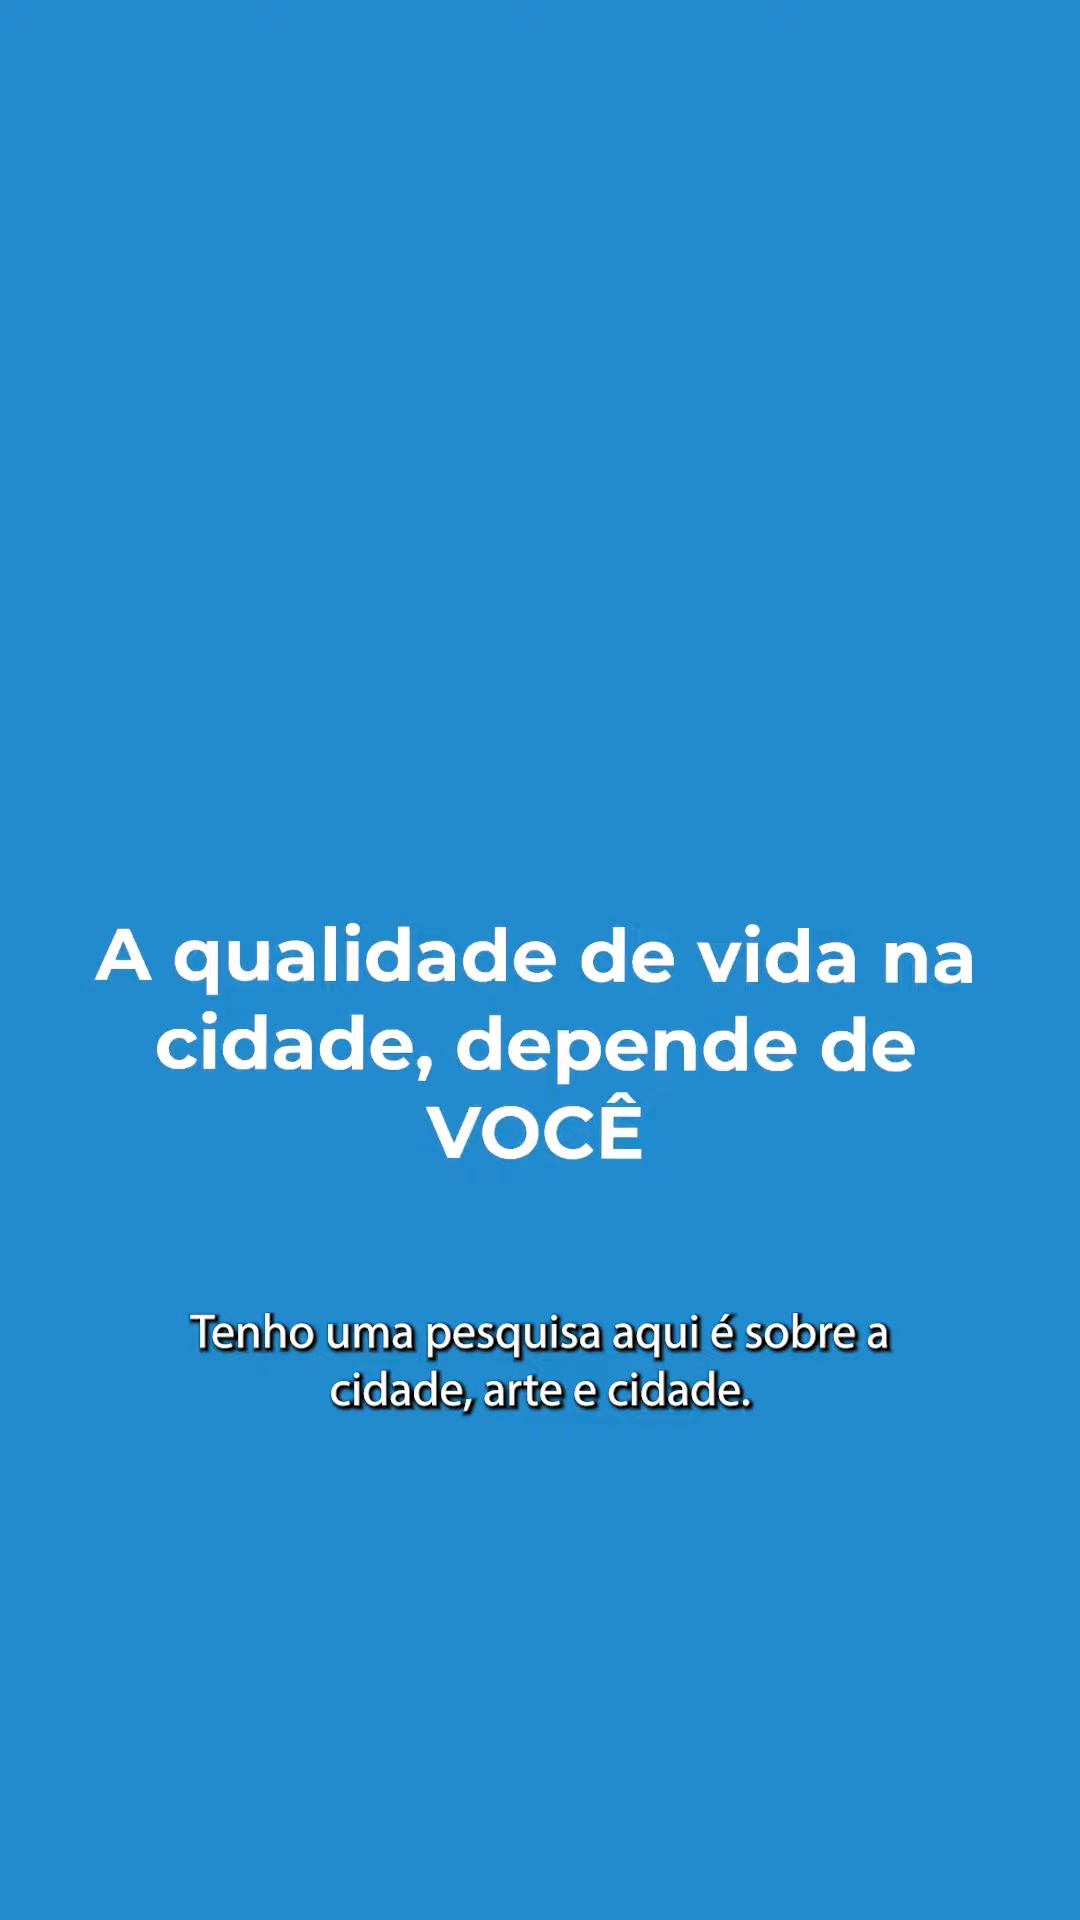 A qualidade de vida na
cidade, depende de
VOCÊ
Tenho uma pesquisa aqui é sobre a
cidade, arte e cidade.